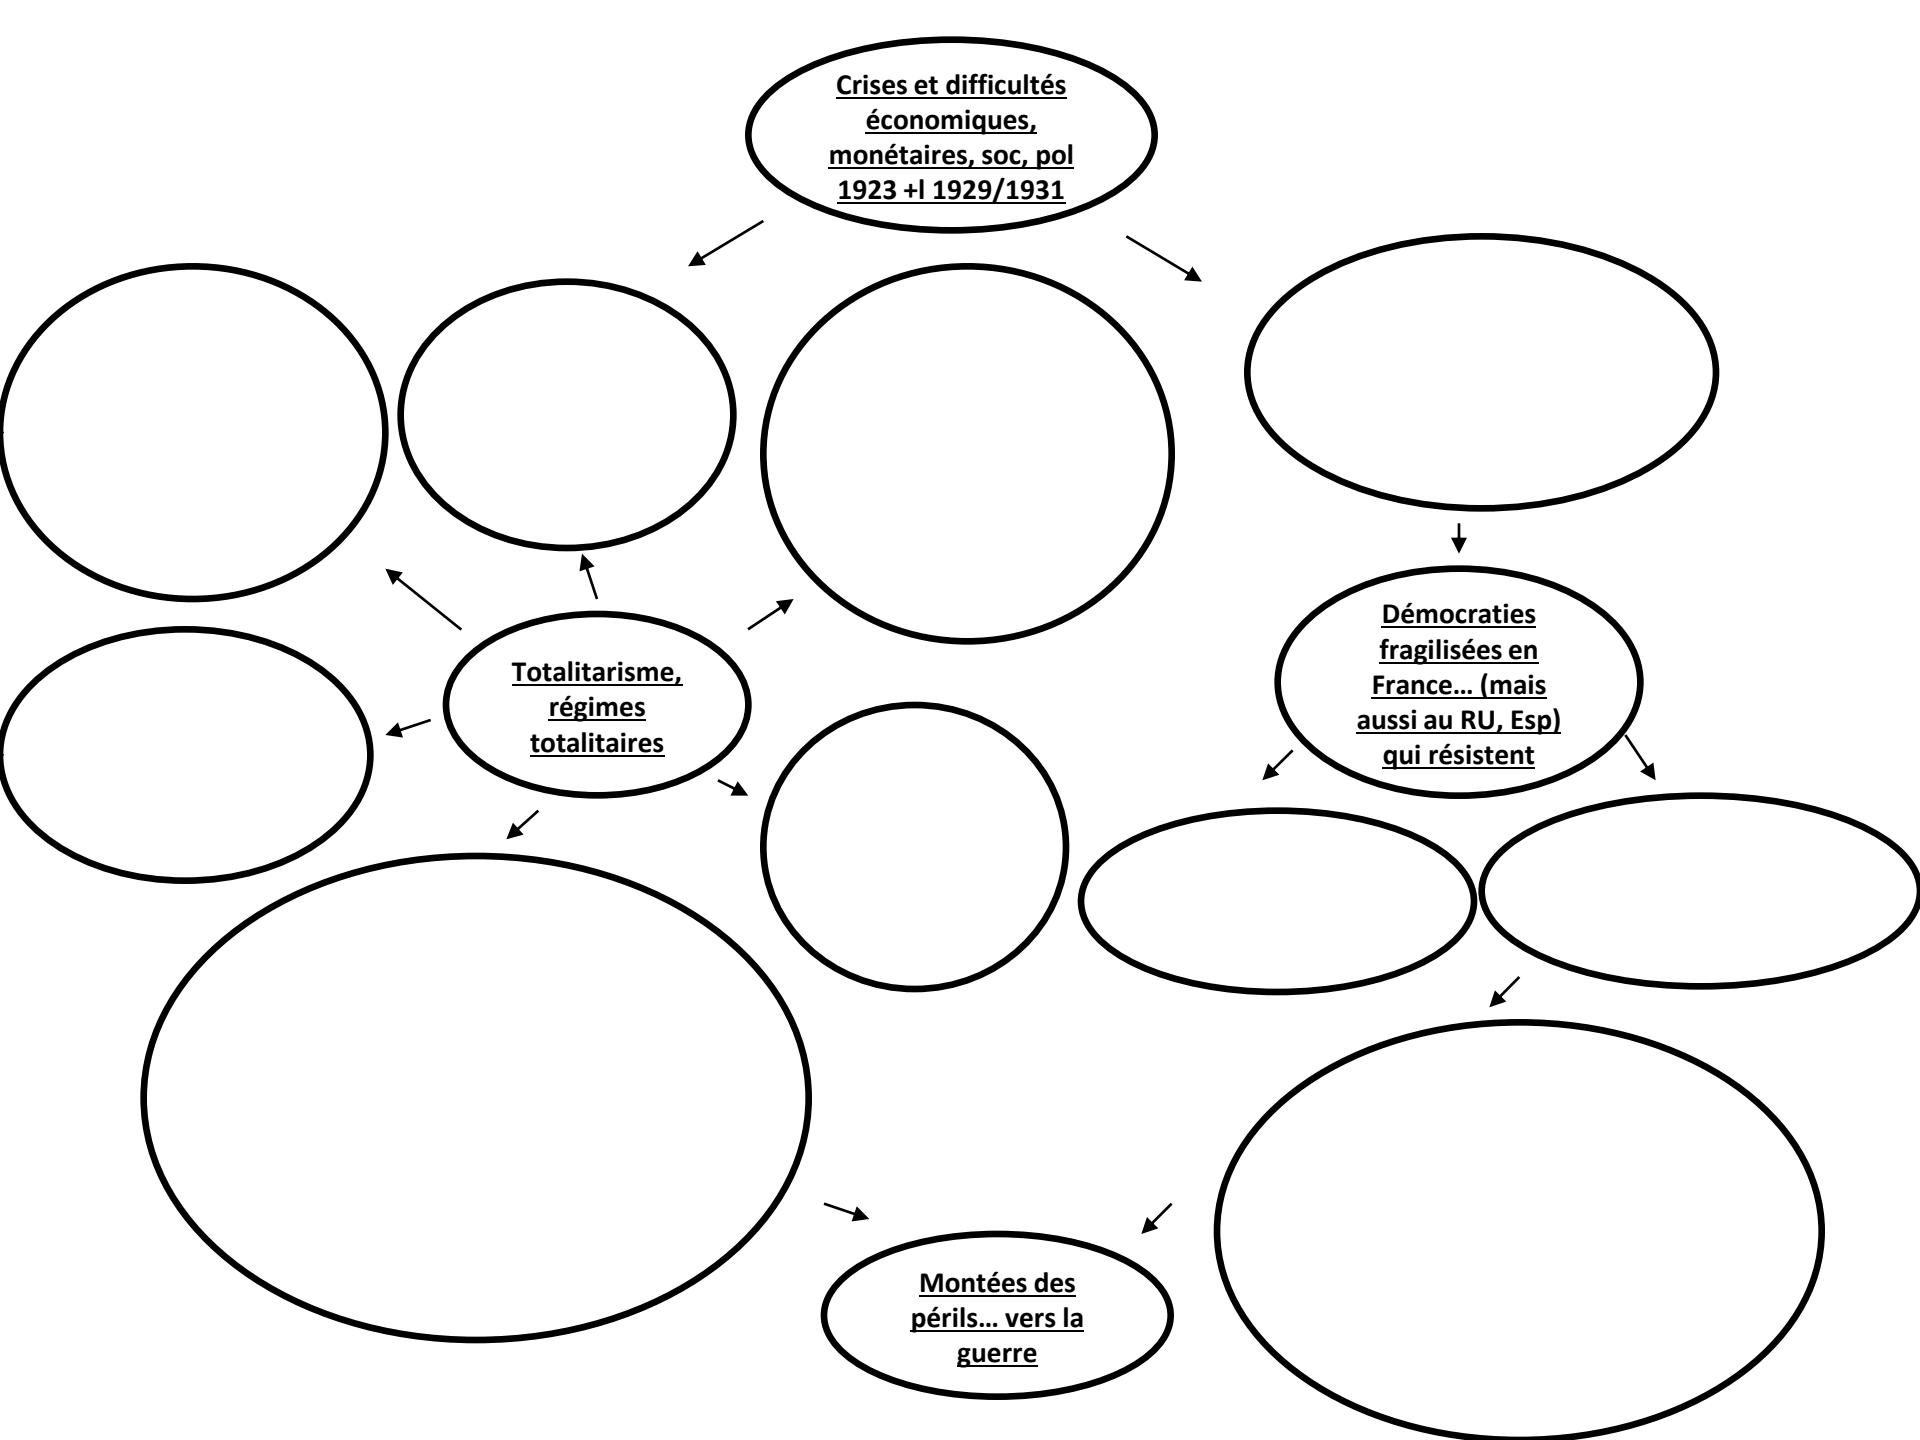 Crises et difficultés
économiques,
monétaires, soc, pol
1923 +l 1929/1931
Totalitarisme,
régimes
totalitaires
Démocraties
fragilisées en
France… (mais
aussi au RU, Esp)
qui résistent
Montées des
périls… vers la
guerre